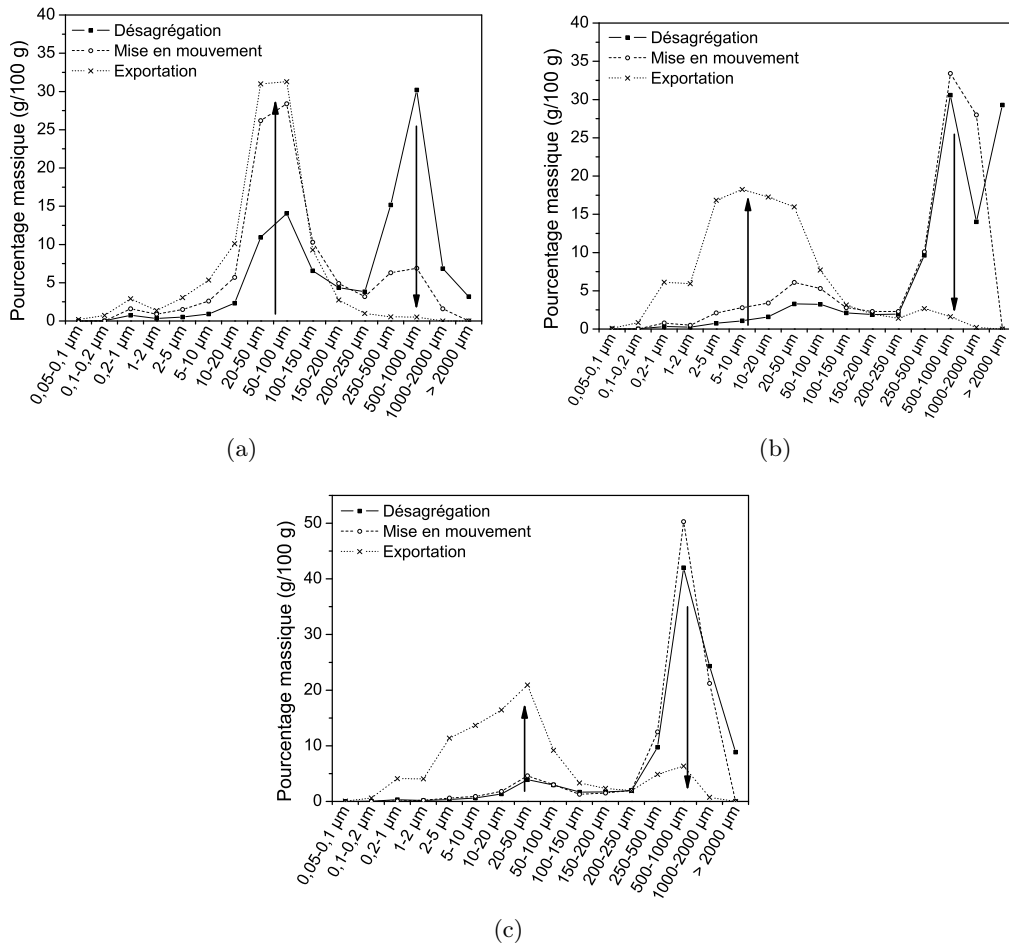 Pourcentage massique (g/100 g)
40
35
30
25
20
15
10
5
0
Désagrégation
Mise en mouvement
Exportation
0,05-0,1 µm
0,1-0,2 µm
0,2-1 µm
1-2 µm
2-5 µm
5-10 µm
10-20 µm
20-50 µm
50-100 µm
100-150 µm
150-200 µm
200-250 µm
250-500 µm
500-1000 µm
1000-2000 µm
> 2000 µm
(a)
Pourcentage massique (g/100 g)
40
35
30
25
20
15
10
5
0
Désagrégation
Mise en mouvement
Exportation
0,05-0,1 µm
0,1-0,2 µm
0,2-1 µm
1-2 µm
2-5 µm
5-10 µm
10-20 µm
20-50 µm
50-100 µm
100-150 µm
150-200 µm
200-250 µm
250-500 µm
500-1000 µm
1000-2000 µm
> 2000 µm
(b)
Pourcentage massique (g/100 g)
50
40
30
20
10
0
Désagrégation
Mise en mouvement
Exportation
0,05-0,1 µm
0,1-0,2 µm
0,2-1 µm
1-2 µm
2-5 µm
5-10 µm
10-20 µm
20-50 µm
50-100 µm
100-150 µm
150-200 µm
200-250 µm
250-500 µm
500-1000 µm
1000-2000 µm
> 2000 µm
(c)